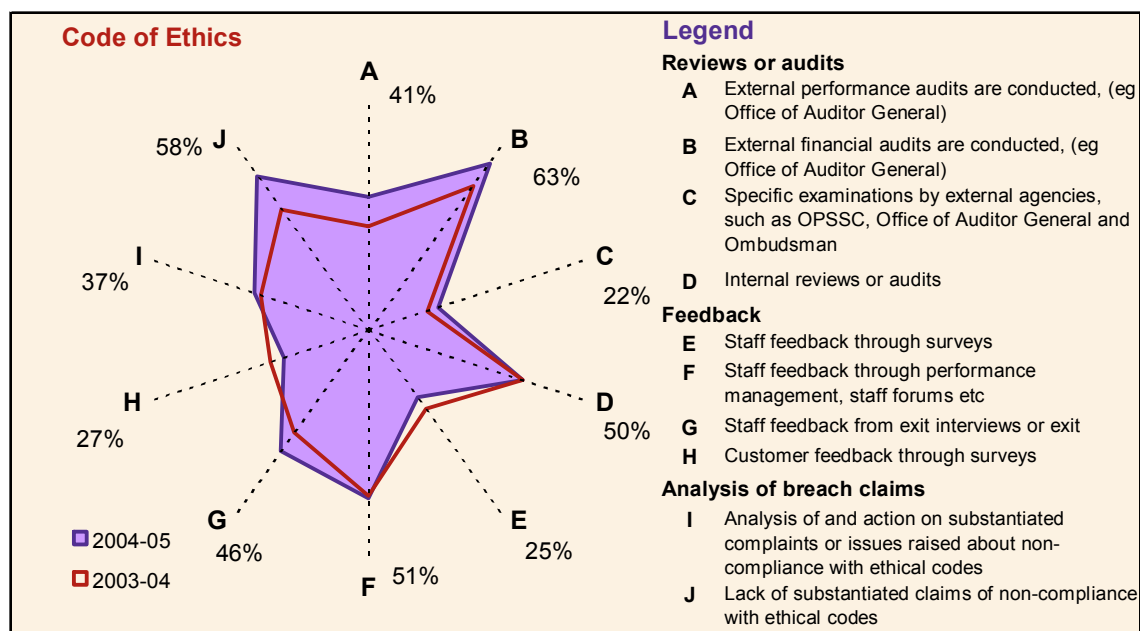 Code of Ethics
A
41%
B
63%
C
22%
D
50%
E
25%
F
51%
G
46%
H
27%
I
37%
J
58%
2004-05
2003-04
Legend
Reviews or audits
A External performance audits are conducted, (eg
Office of Auditor General)
B External financial audits are conducted, (eg
Office of Auditor General)
C Specific examinations by external agencies,
such as OPSSC, Office of Auditor General and
Ombudsman
D Internal reviews or audits
Feedback
E Staff feedback through surveys
F Staff feedback through performance
management, staff forums etc
G Staff feedback from exit interviews or exit
H Customer feedback through surveys
Analysis of breach claims
I Analysis of and action on substantiated
complaints or issues raised about non-
compliance with ethical codes
J Lack of substantiated claims of non-compliance
with ethical codes